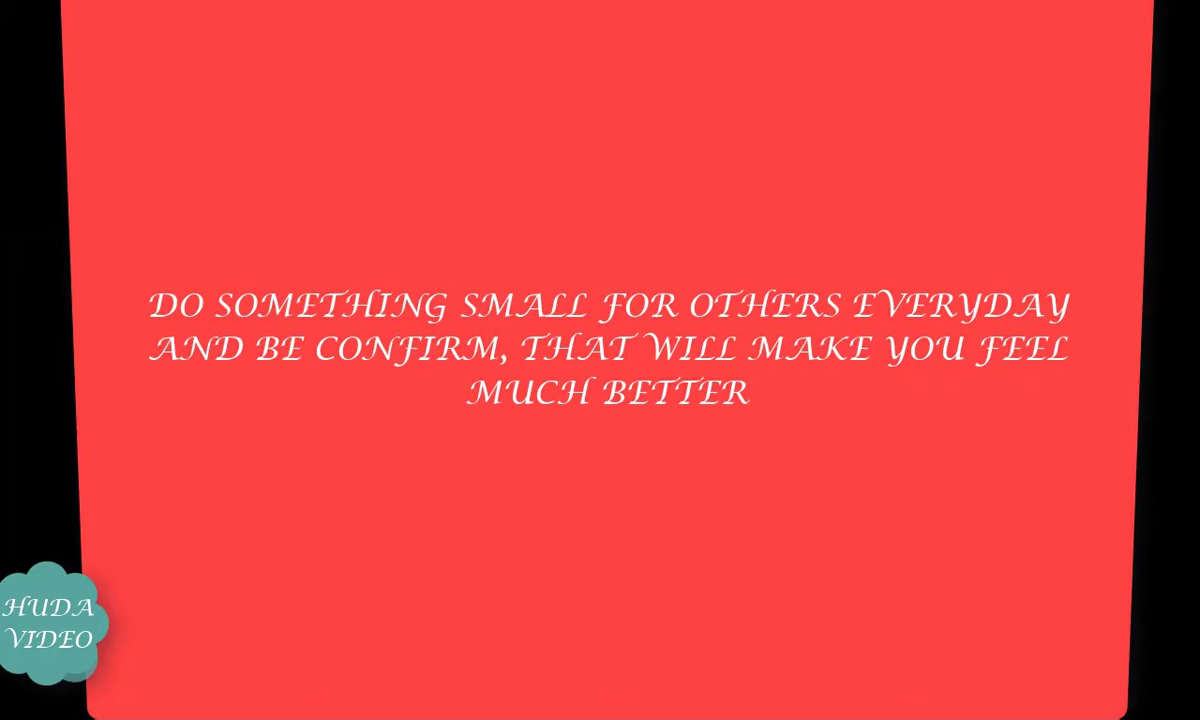 DO SOMETHING SMALL FOR OTHERS EVERYDAY
AND BE CONFIRM, THAT WILL MAKE YOU FEEL
MUCH BETTER
HUDA
VIDEO